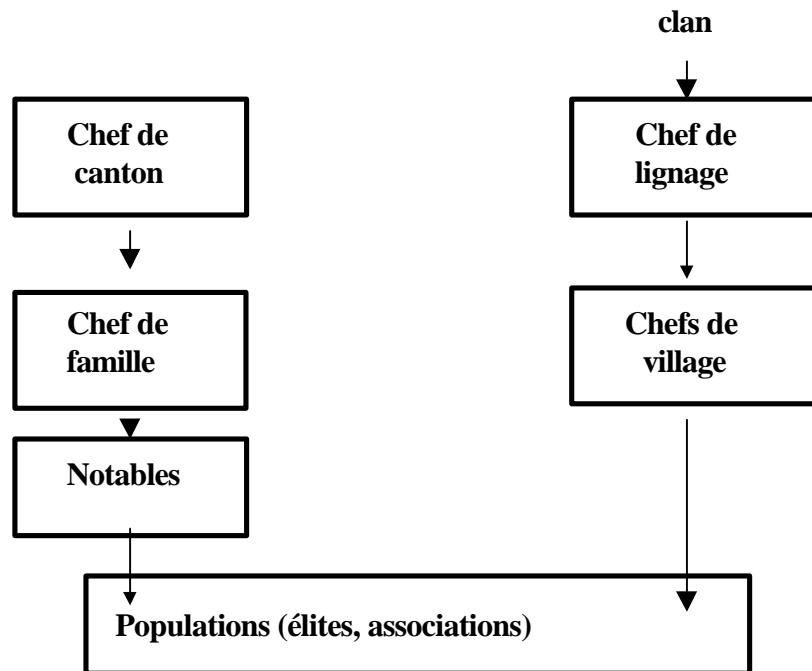 clan
Chef de
canton
Chef de
lignage
Chef de
famille
Chefs de
village
Notables
Populations (élites, associations)